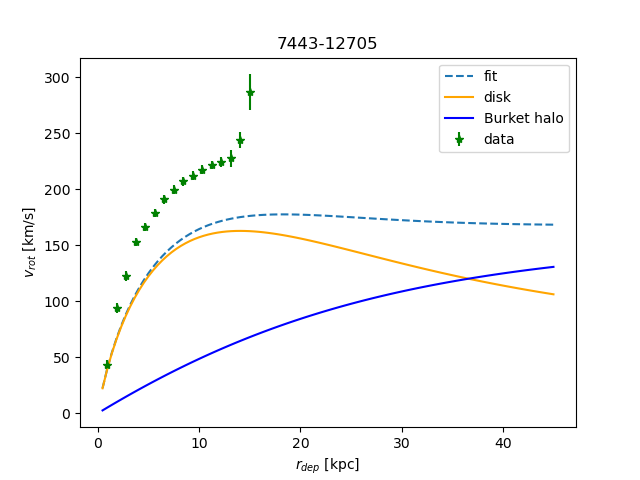 7443-12705
300
250
200
150
100
50
0
v_rot [km/s]
fit
disk
Burket halo
data
0 10 20 30 40
r_dep [kpc]